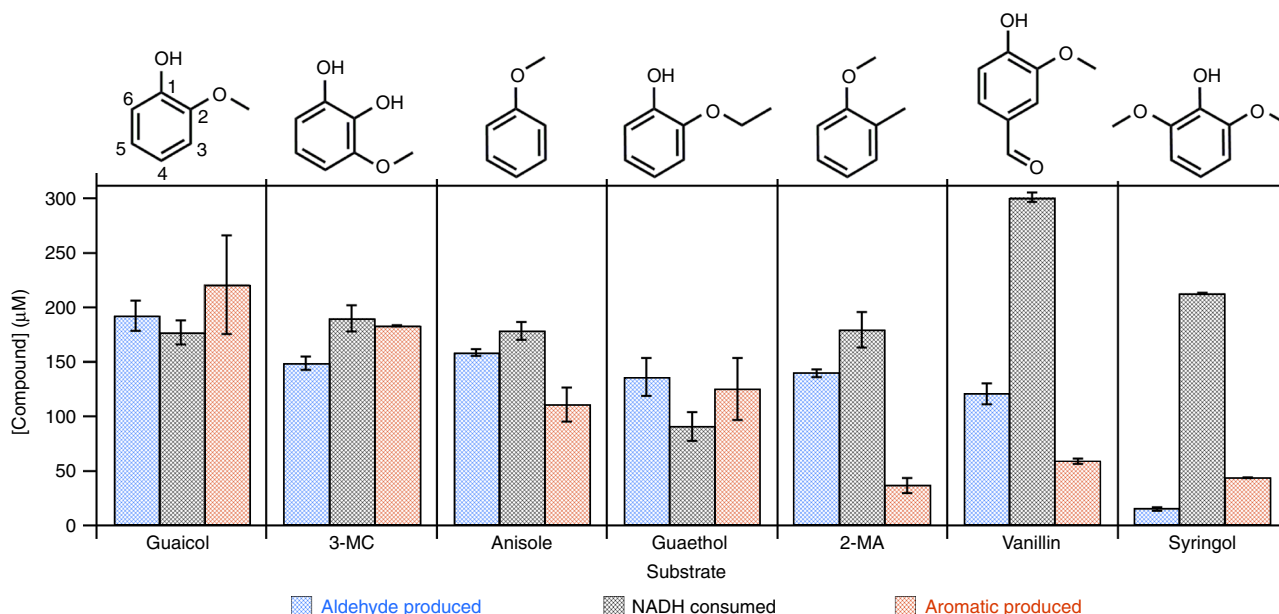 OH
1
2
3
4
5
6
O
OH
OH
O
O
OH
O
O
OH
O
O
OH
O
O
[Compound] (μM)
300
250
200
150
100
50
0
Guaicol 3-MC Anisole Guaethol 2-MA Vanillin Syringol
Substrate
Aldehyde produced NADH consumed Aromatic produced